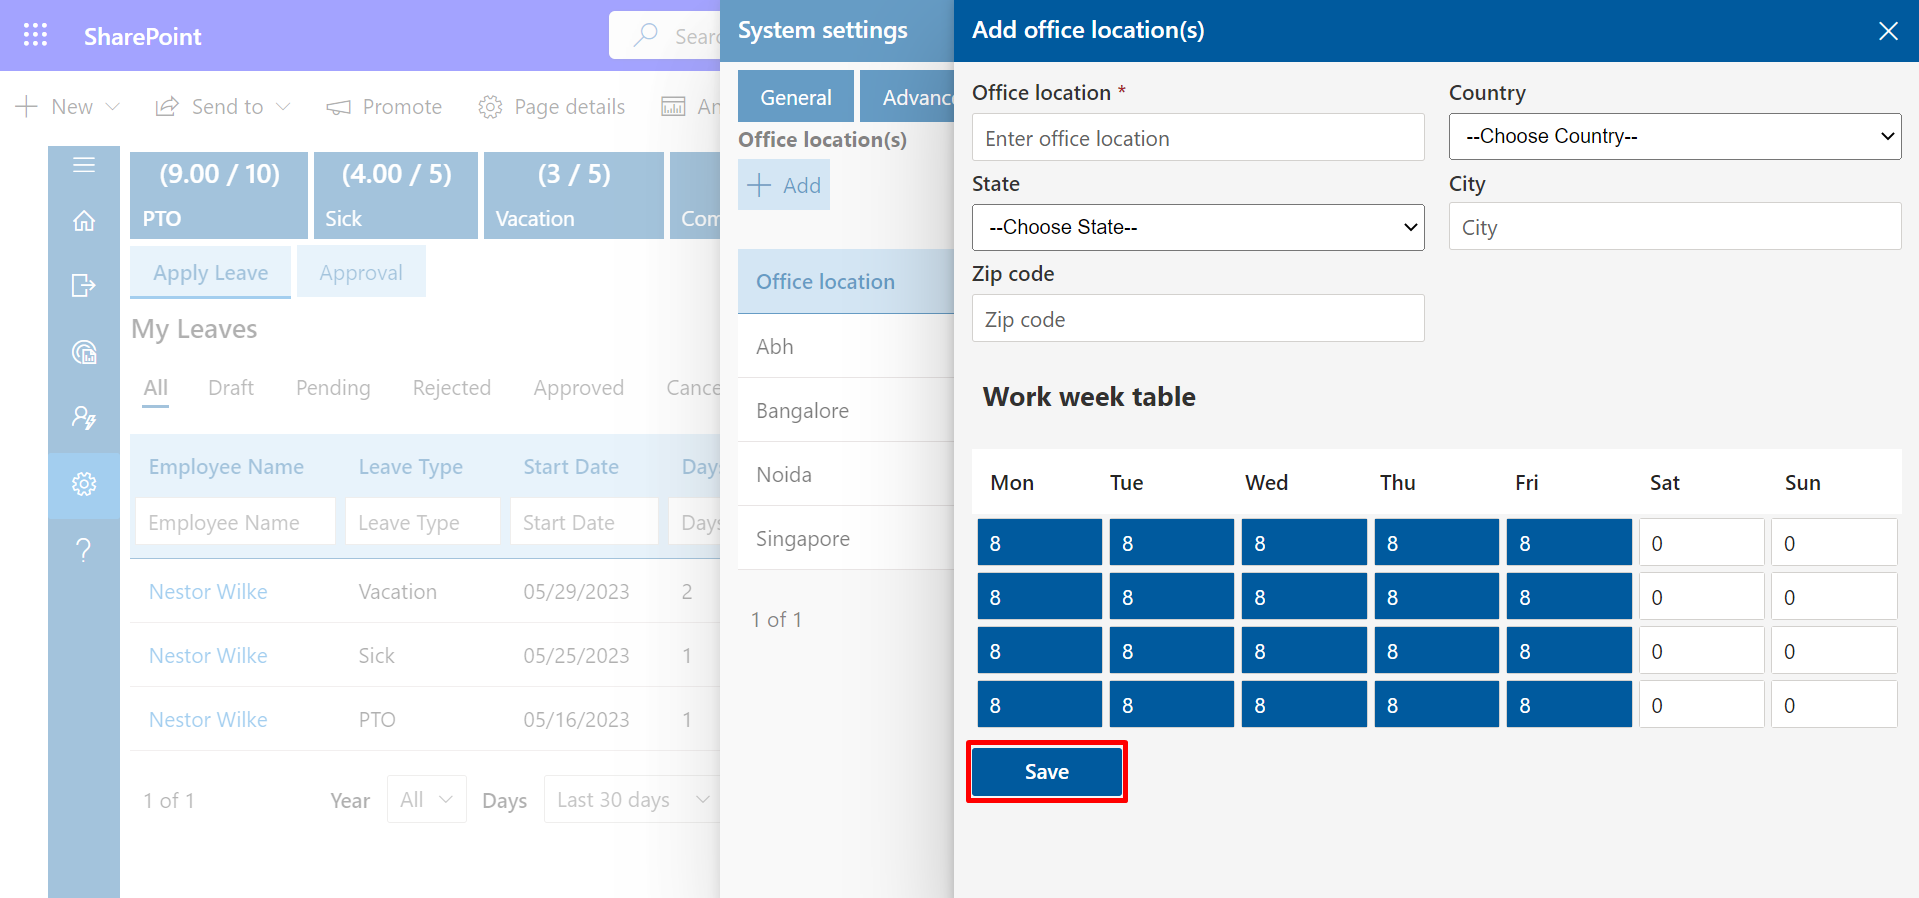 SharePoint
System settings
Add office location(s)
New
Send to
Promote
Page details
General
Office location *
Country
Enter office location
--Choose Country--
Office location(s)
Add
State
City
--Choose State--
City
Zip code
Zip code
(9.00 / 10)
PTO
(4.00 / 5)
Sick
(3 / 5)
Vacation
Apply Leave
Approval
My Leaves
All
Draft
Pending
Rejected
Approved
Employee Name
Leave Type
Start Date
Employee Name
Leave Type
Start Date
Nestor Wilke
Vacation
05/29/2023
2
Nestor Wilke
Sick
05/25/2023
1
Nestor Wilke
PTO
05/16/2023
1
1 of 1
Year
All
Days
Last 30 days
Office location
Abh
Bangalore
Noida
Singapore
1 of 1
Work week table
Mon Tue Wed Thu Fri Sat Sun
8 8 8 8 8 0 0
8 8 8 8 8 0 0
8 8 8 8 8 0 0
8 8 8 8 8 0 0
Save